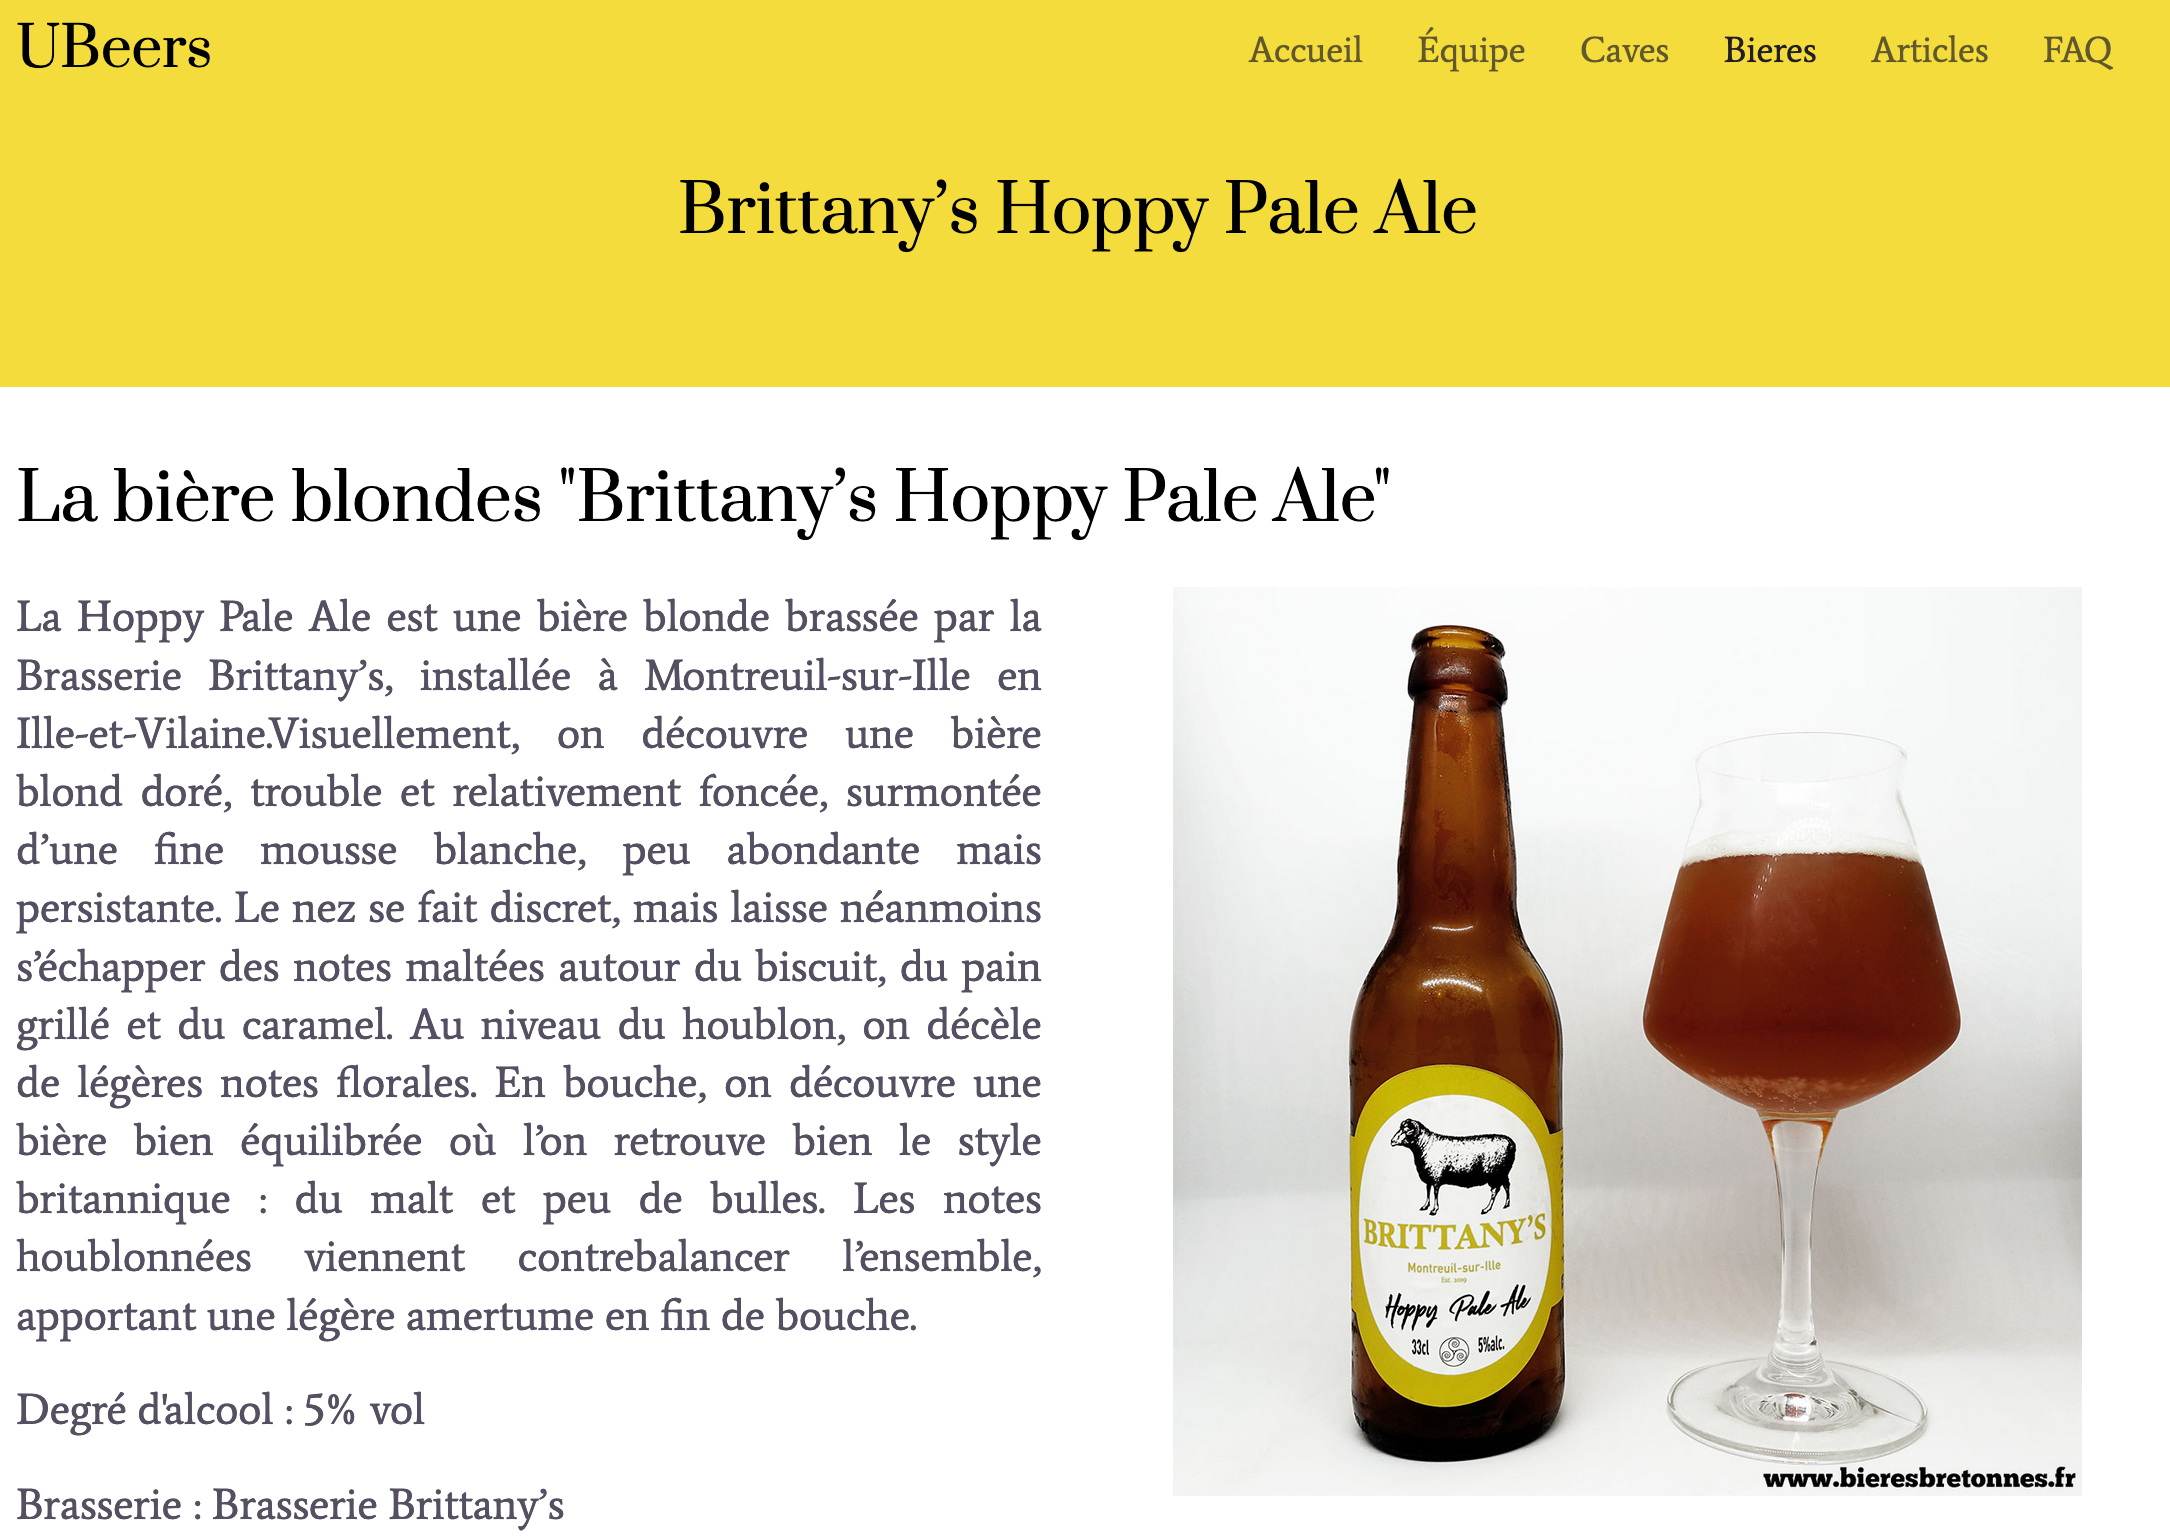 UBeers
Accueil Équipe Caves Bieres Articles FAQ
Brittany’s Hoppy Pale Ale
La bière blondes "Brittany’s Hoppy Pale Ale"
La Hoppy Pale Ale est une bière blonde brassée par la
Brasserie Brittany’s, installée à Montreuil-sur-Ille en
Ille-et-Vilaine.Visuellement, on découvre une bière
blond doré, trouble et relativement foncée, surmontée
d’une fine mousse blanche, peu abondante mais
persistante. Le nez se fait discret, mais laisse néanmoins
s’échapper des notes maltées autour du biscuit, du pain
grillé et du caramel. Au niveau du houblon, on décèle
de légères notes florales. En bouche, on découvre une
bière bien équilibrée où l’on retrouve bien le style
britannique : du malt et peu de bulles. Les notes
houblonnées viennent contrebalancer l’ensemble,
apportant une légère amertume en fin de bouche.
Degré d'alcool : 5% vol
Brasserie : Brasserie Brittany’s
BRITTANY’S
Montreuil-sur-Ille
Est. 2019
Hoppy Pale Ale
33cl 5%alc.
www.bieresbretonnes.fr